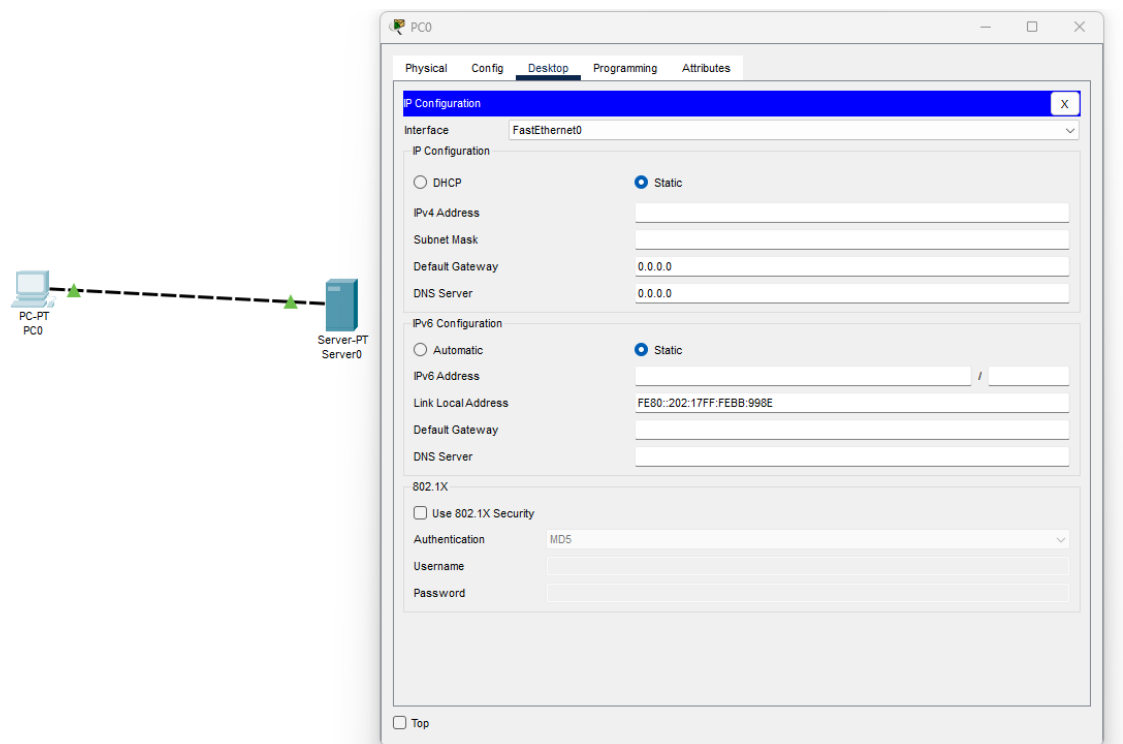 PC0
Physical Config Desktop Programming Attributes
IP Configuration X
Interface FastEthernet0
IP Configuration
DHCP Static
IPv4 Address
Subnet Mask
Default Gateway 0.0.0.0
DNS Server 0.0.0.0
IPv6 Configuration
Automatic Static
IPv6 Address /
Link Local Address FE80::202:17FF:FEBB:998E
Default Gateway
DNS Server
802.1X
Use 802.1X Security
Authentication MD5
Username
Password
Top
PC-PT
PC0
Server-PT
Server0